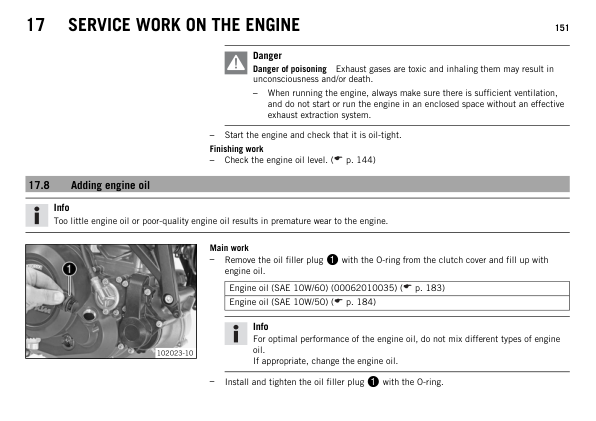 17 SERVICE WORK ON THE ENGINE 151
Danger
Danger of poisoning Exhaust gases are toxic and inhaling them may result in
unconsciousness and/or death.
– When running the engine, always make sure there is sufficient ventilation,
and do not start or run the engine in an enclosed space without an effective
exhaust extraction system.
– Start the engine and check that it is oil-tight.
Finishing work
– Check the engine oil level. (☛ p. 144)
17.8 Adding engine oil
Info
Too little engine oil or poor-quality engine oil results in premature wear to the engine.
1
102023-10
Main work
– Remove the oil filler plug 1 with the O-ring from the clutch cover and fill up with
engine oil.
Engine oil (SAE 10W/60) (00062010035) (☛ p. 183)
Engine oil (SAE 10W/50) (☛ p. 184)
Info
For optimal performance of the engine oil, do not mix different types of engine
oil.
If appropriate, change the engine oil.
– Install and tighten the oil filler plug 1 with the O-ring.